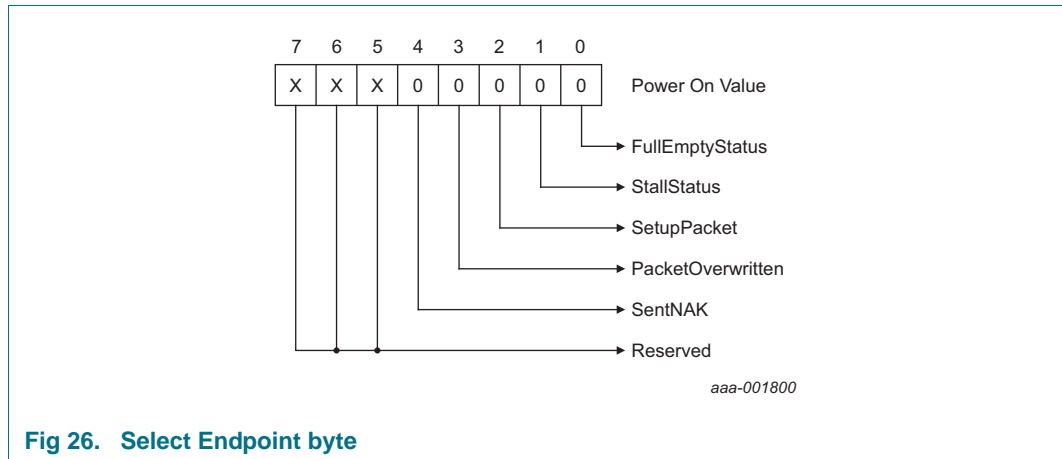 7 6 5 4 3 2 1 0
X X X 0 0 0 0 0 Power On Value
FullEmptyStatus
StallStatus
SetupPacket
PacketOverwritten
SentNAK
Reserved
aaa-001800
Fig 26. Select Endpoint byte